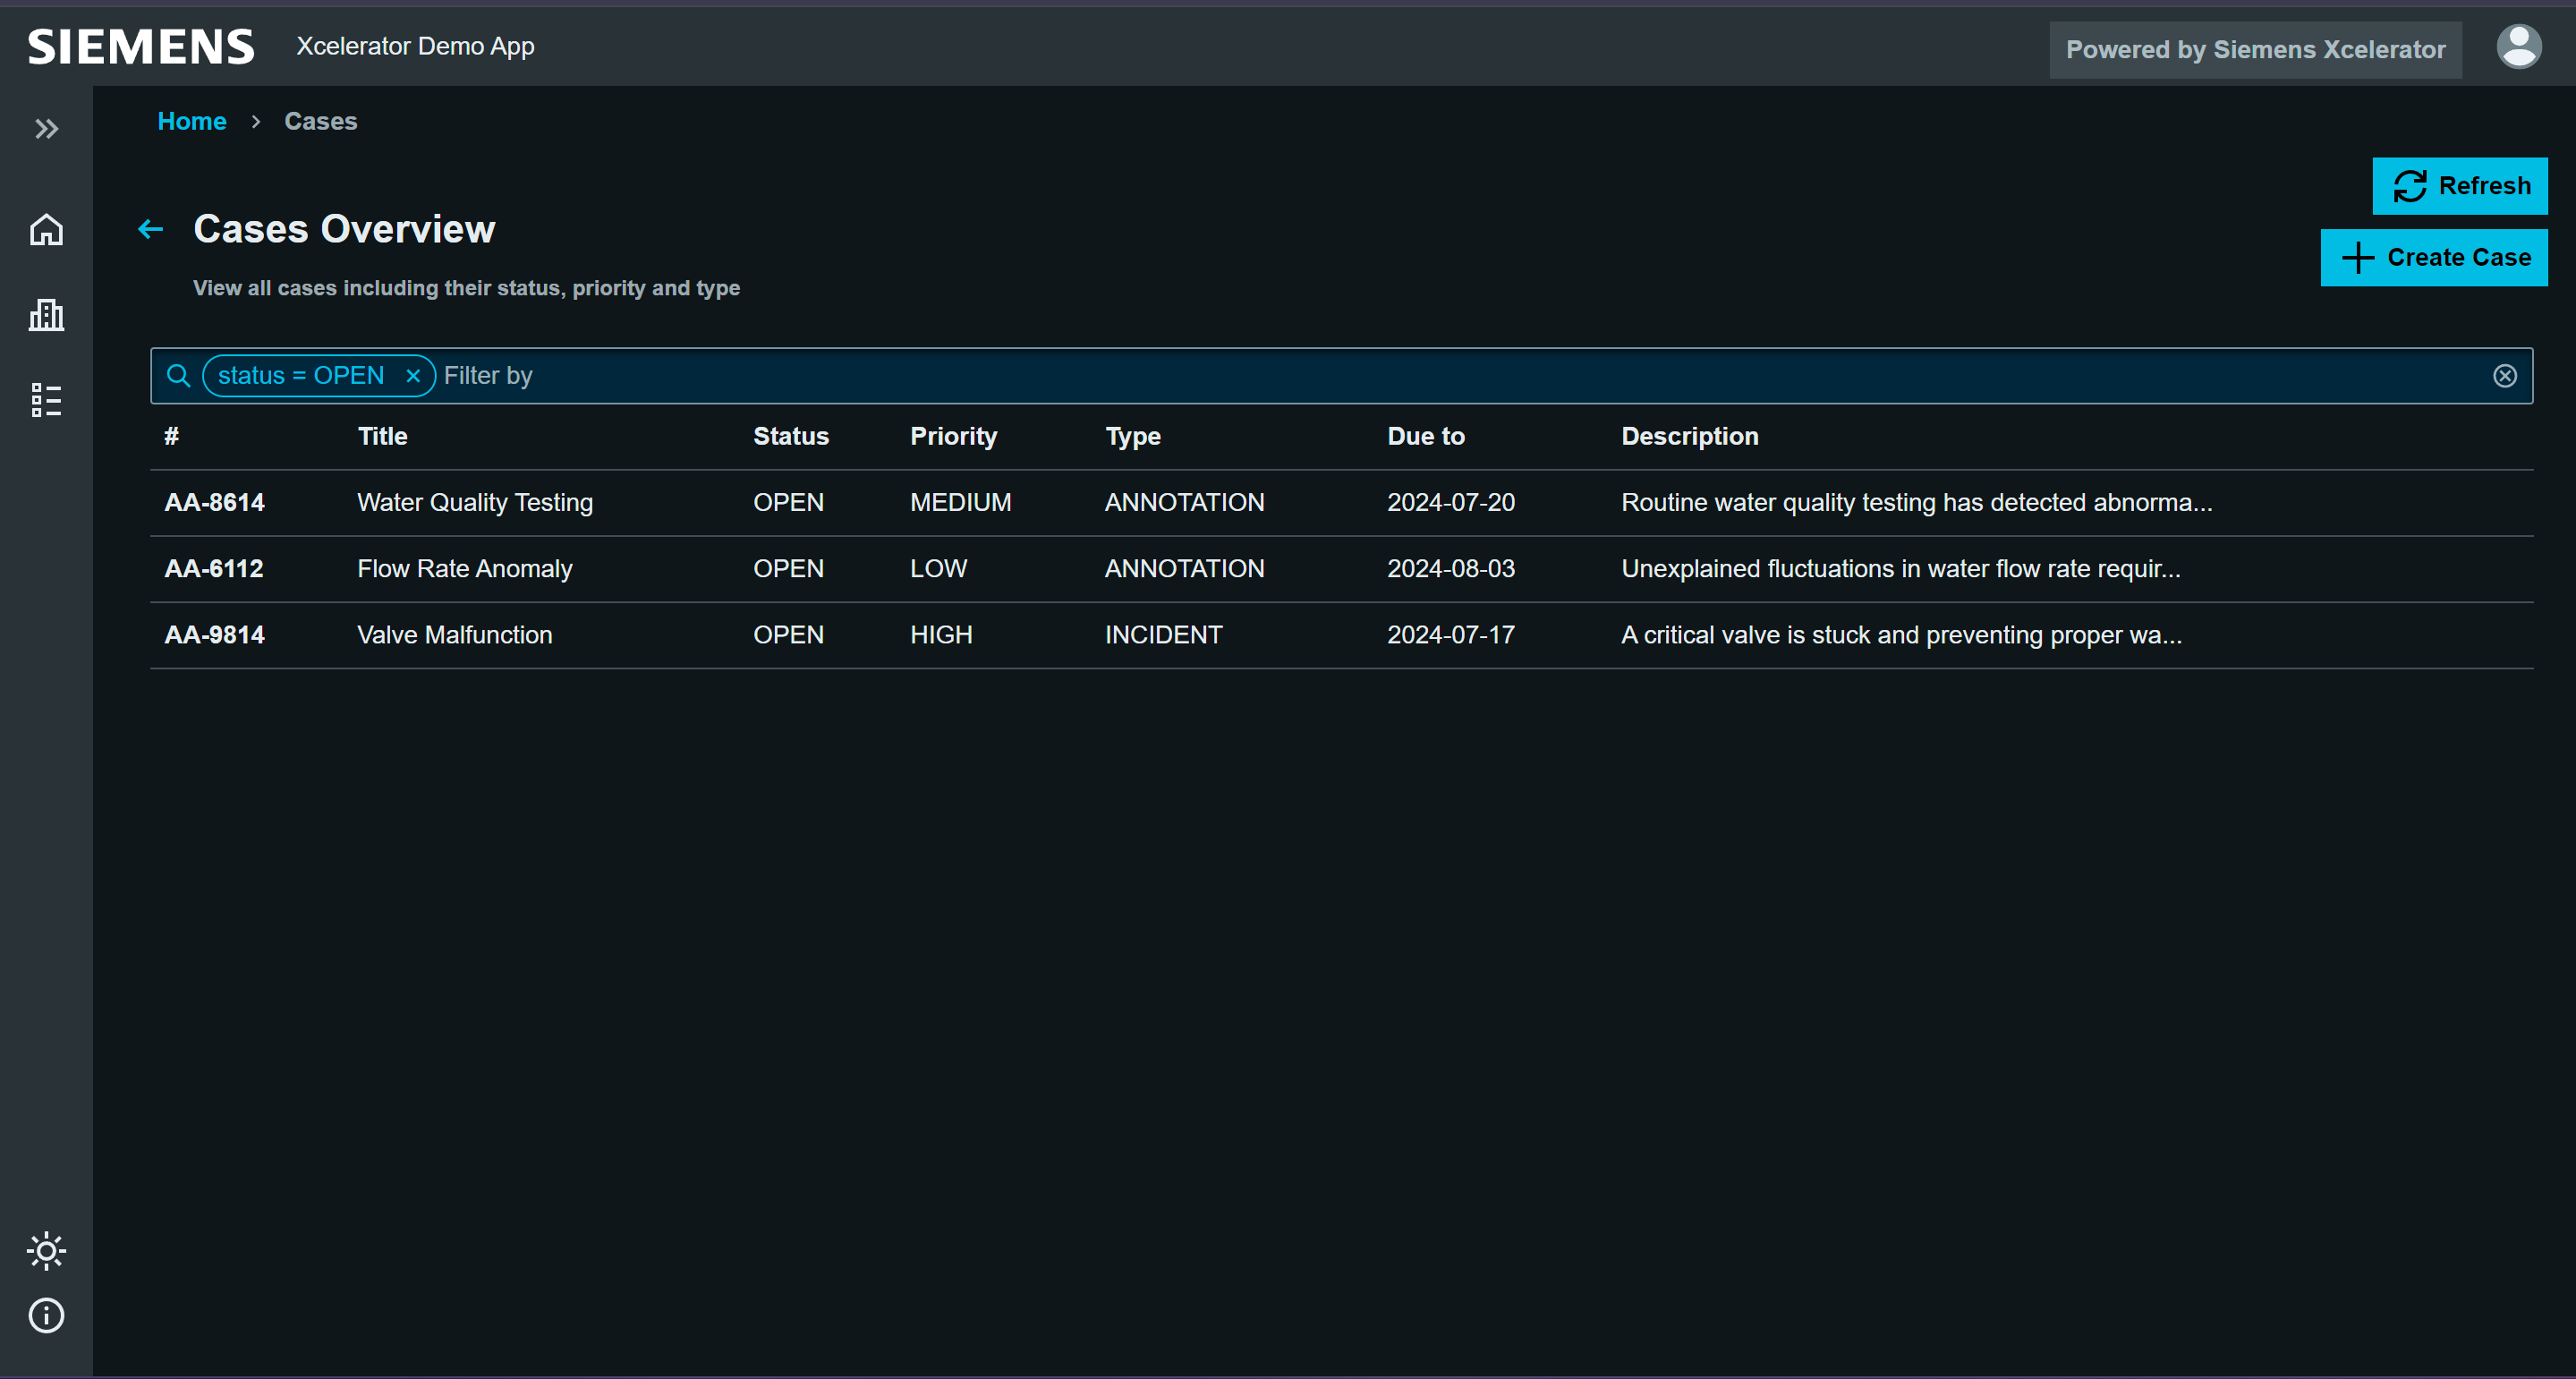 SIEMENS Xcelerator Demo App Powered by Siemens Xcelerator
Home > Cases
Refresh
Cases Overview
Create Case
View all cases including their status, priority and type
status = OPEN × Filter by
# Title Status Priority Type Due to Description
AA-8614 Water Quality Testing OPEN MEDIUM ANNOTATION 2024-07-20 Routine water quality testing has detected abnorma...
AA-6112 Flow Rate Anomaly OPEN LOW ANNOTATION 2024-08-03 Unexplained fluctuations in water flow rate requir...
AA-9814 Valve Malfunction OPEN HIGH INCIDENT 2024-07-17 A critical valve is stuck and preventing proper wa...